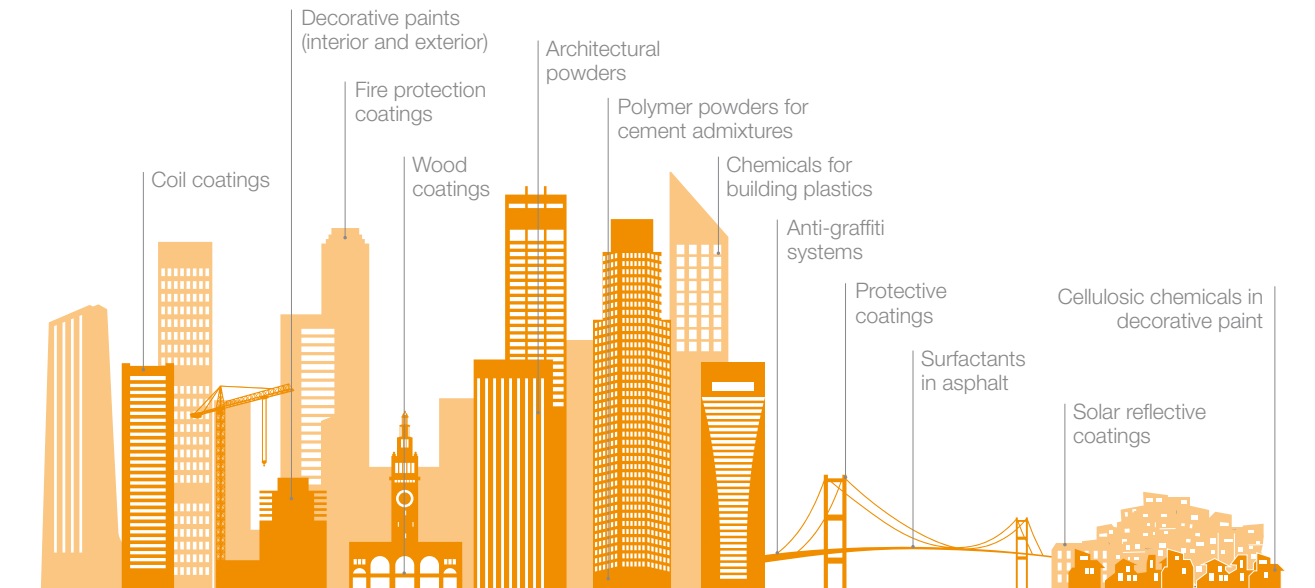 Decorative paints
(interior and exterior)
Architectural
powders
Fire protection
coatings
Polymer powders for
cement admixtures
Coil coatings
Wood
coatings
Chemicals for
building plastics
Anti-graffiti
systems
Protective
coatings
Cellulosic chemicals in
decorative paint
Surfactants
in asphalt
Solar reflective
coatings